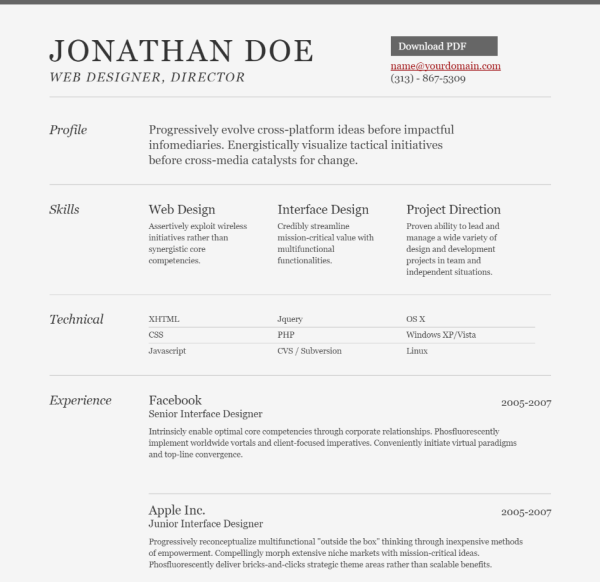 JONATHAN DOE
WEB DESIGNER, DIRECTOR
Download PDF
name@yourdomain.com
(313) - 867-5309
Profile
Progressively evolve cross-platform ideas before impactful
infomediaries. Energistically visualize tactical initiatives
before cross-media catalysts for change.
Skills
Web Design
Assertively exploit wireless
initiatives rather than
synergistic core
competencies.
Interface Design
Credibly streamline
mission-critical value with
multifunctional
functionalities.
Project Direction
Proven ability to lead and
manage a wide variety of
design and development
projects in team and
independent situations.
Technical
XHTML
Jquery
OS X
CSS
PHP
Windows XP/Vista
Javascript
CVS / Subversion
Linux
Experience
Facebook
2005-2007
Senior Interface Designer
Intrinsicly enable optimal core competencies through corporate relationships. Phosfluorescently
implement worldwide vortals and client-focused imperatives. Conveniently initiate virtual paradigms
and top-line convergence.
Apple Inc.
2005-2007
Junior Interface Designer
Progressively reconceptualize multifunctional "outside the box" thinking through inexpensive methods
of empowerment. Compellingly morph extensive niche markets with mission-critical ideas.
Phosfluorescently deliver bricks-and-clicks strategic theme areas rather than scalable benefits.